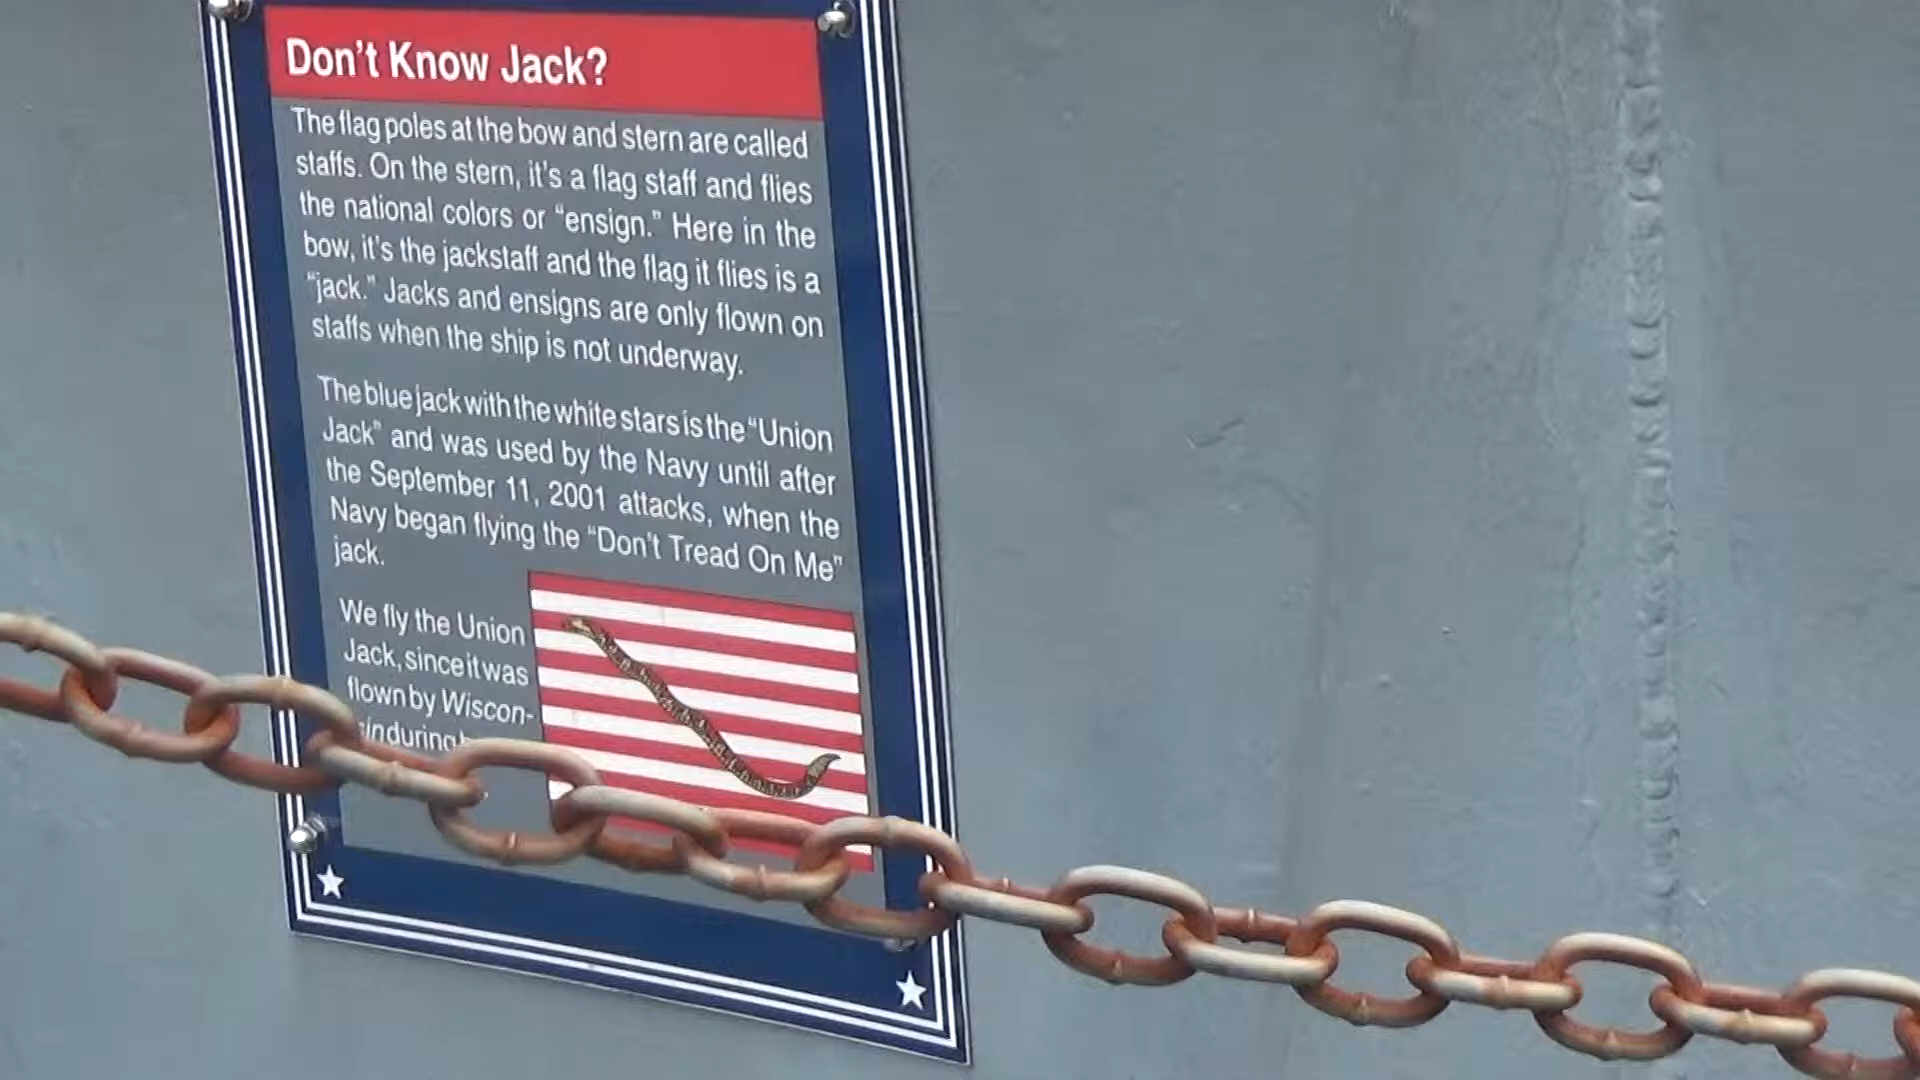 Don't Know Jack?
The flag poles at the bow and stern are called
staffs. On the stern, it's a flag staff and flies
the national colors or “ensign.” Here in the
bow, it's the jackstaff and the flag it flies is a
“jack.” Jacks and ensigns are only flown on
staffs when the ship is not underway.
The blue jack with the white stars is the “Union
Jack” and was used by the Navy until after
the September 11, 2001 attacks, when the
Navy began flying the “Don't Tread On Me”
jack.
We fly the Union
Jack, since it was
flown by Wiscon-
sin during